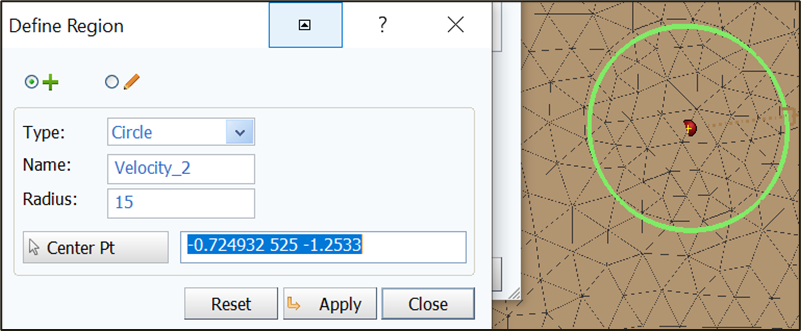 Define Region
?
Type: Circle
Name: Velocity_2
Radius: 15
Center Pt -0.724932 525 -1.2533
Reset Apply Close